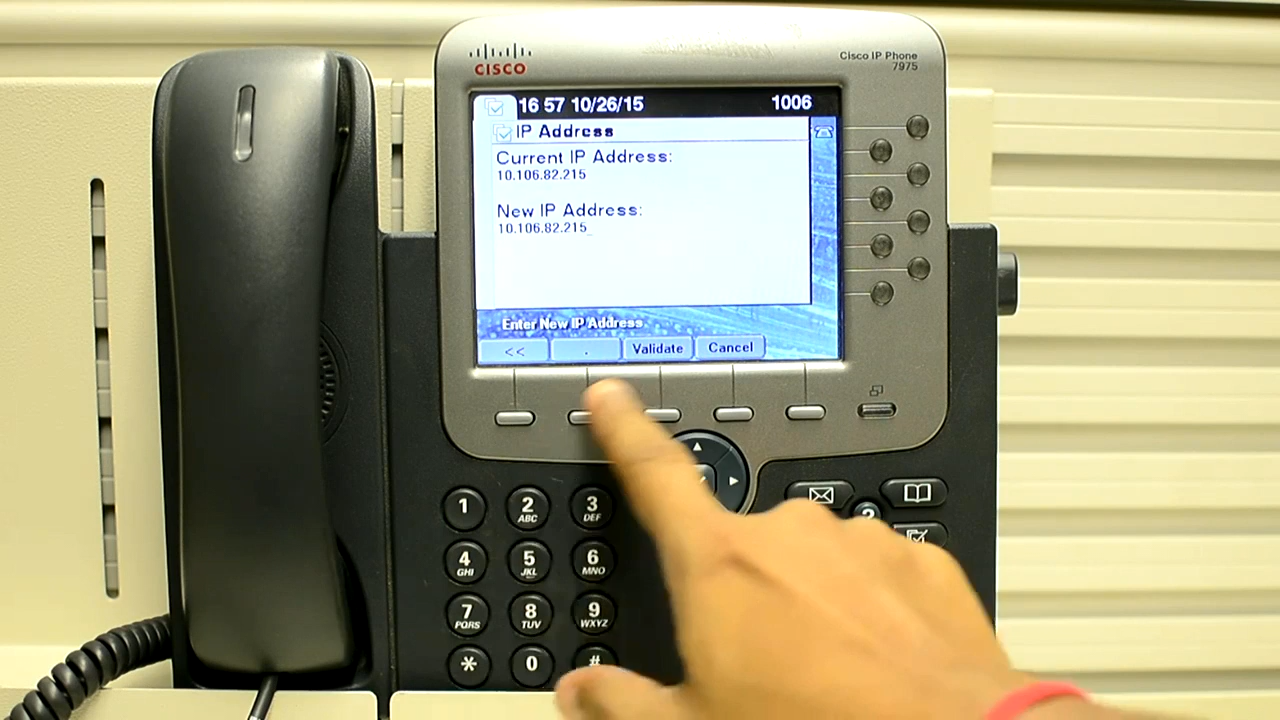 CISCO
Cisco IP Phone
7975
16 57 10/26/15 1006
IP Address
Current IP Address:
10.106.82.215
New IP Address:
10.106.82.215_
Enter New IP Address
<< . Validate Cancel
1 2 ABC 3 DEF
4 GHI 5 JKL 6 MNO
7 PQRS 8 TUV 9 WXYZ
* 0 #
?